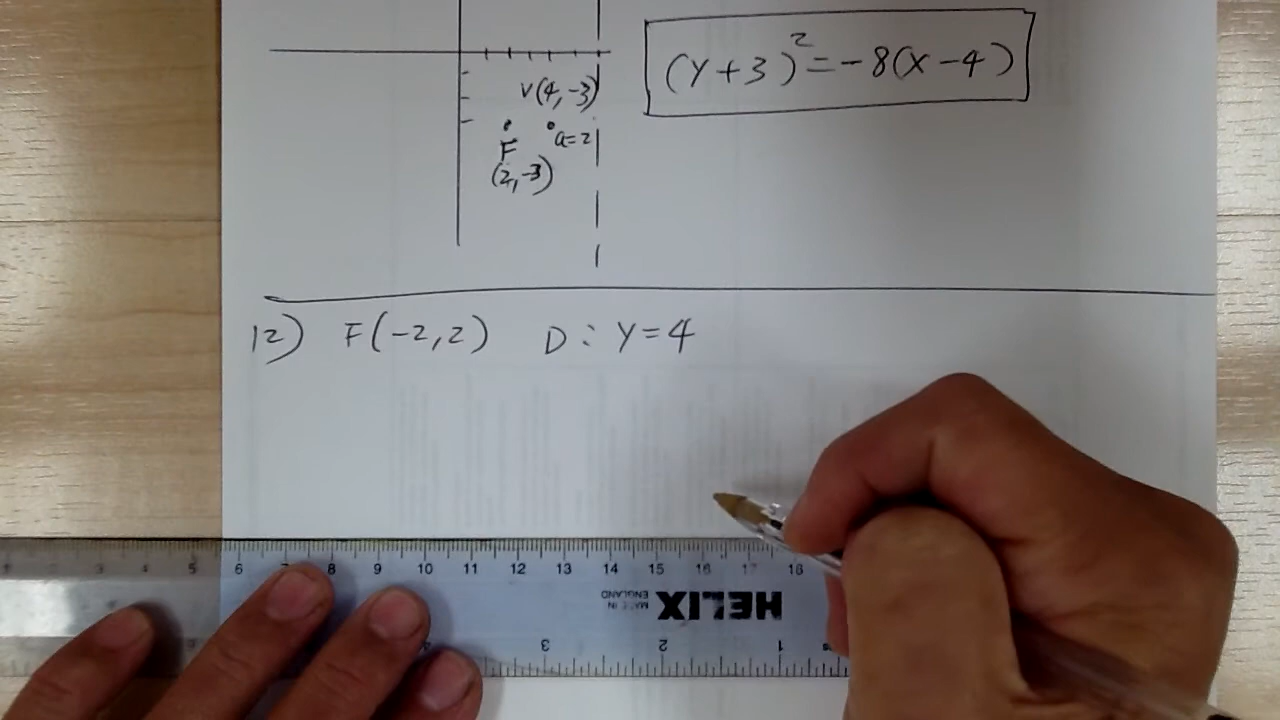 (y+3)²=-8(x-4)
V(4,-3)
a=2
F
(2,-3)
12) F(-2,2) D: y=4
5 6 7 8 9 10 11 12 13 14 15 16 17 18
HELIX
MADE IN
ENGLAND
3 2 1